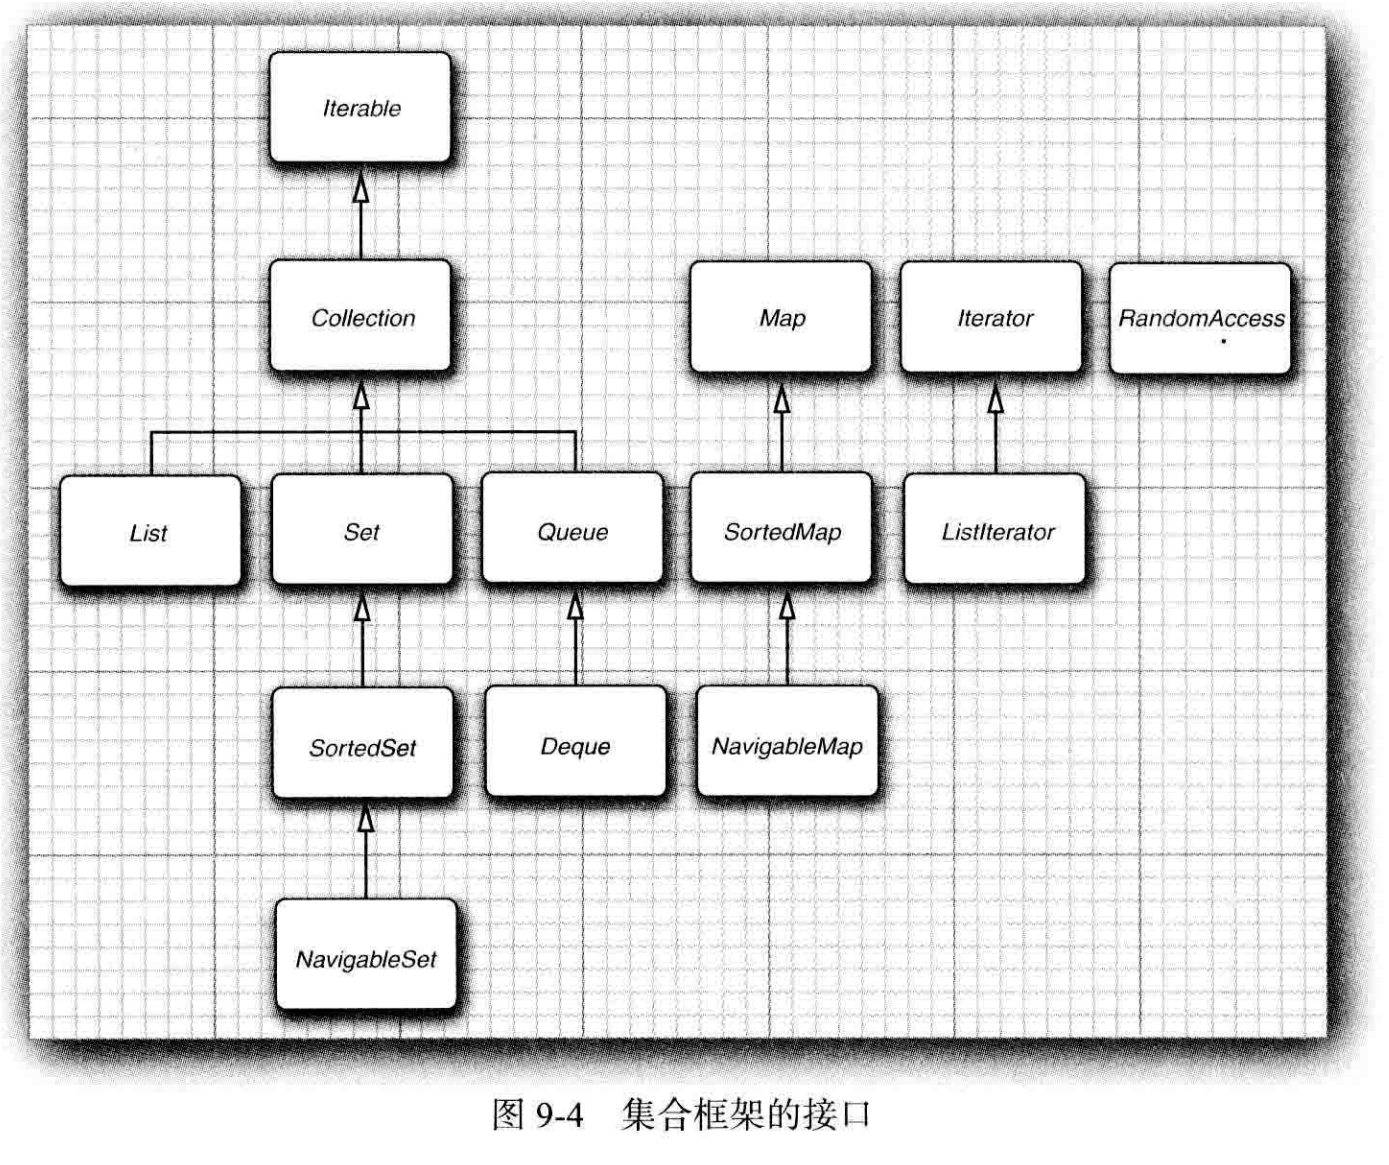 Iterable
Collection
Map
Iterator
RandomAccess
List
Set
Queue
SortedMap
ListIterator
SortedSet
Deque
NavigableMap
NavigableSet
图 9-4 集合框架的接口